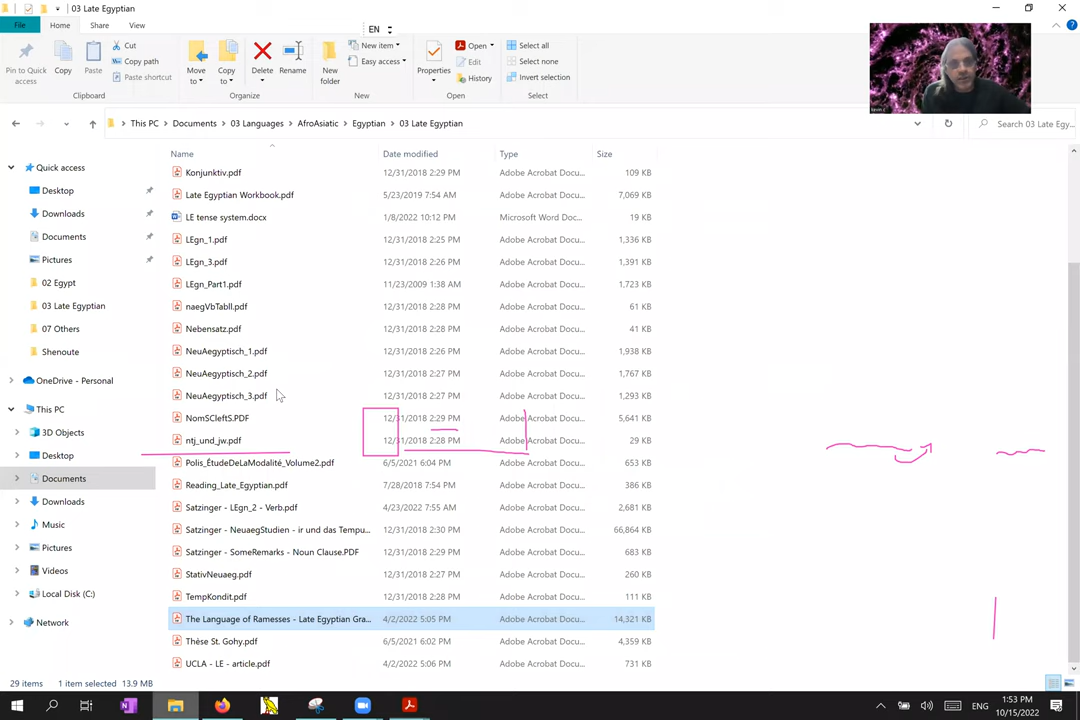 03 Late Egyptian
File
Home
Share
View
EN
Pin to Quick access
Copy
Paste
Cut
Copy path
Paste shortcut
Clipboard
Move to
Copy to
Delete
Rename
Organize
New folder
New item
Easy access
New
Properties
Open
Edit
History
Open
Select all
Select none
Invert selection
Select
This PC > Documents > 03 Languages > AfroAsiatic > Egyptian > 03 Late Egyptian
Search 03 Late Egy...
Name Date modified Type Size
Konjunktiv.pdf 12/31/2018 2:29 PM Adobe Acrobat Docu... 109 KB
Late Egyptian Workbook.pdf 5/23/2019 7:54 AM Adobe Acrobat Docu... 7,069 KB
LE tense system.docx 1/8/2022 10:12 PM Microsoft Word Doc... 19 KB
LEgn_1.pdf 12/31/2018 2:25 PM Adobe Acrobat Docu... 1,336 KB
LEgn_3.pdf 12/31/2018 2:26 PM Adobe Acrobat Docu... 1,391 KB
LEgn_Part1.pdf 11/23/2009 1:38 AM Adobe Acrobat Docu... 1,723 KB
naegVbTabII.pdf 12/31/2018 2:28 PM Adobe Acrobat Docu... 61 KB
Nebensatz.pdf 12/31/2018 2:28 PM Adobe Acrobat Docu... 41 KB
NeuAegyptisch_1.pdf 12/31/2018 2:26 PM Adobe Acrobat Docu... 1,938 KB
NeuAegyptisch_2.pdf 12/31/2018 2:27 PM Adobe Acrobat Docu... 1,767 KB
NeuAegyptisch_3.pdf 12/31/2018 2:27 PM Adobe Acrobat Docu... 1,293 KB
NomSCleftS.PDF 12/31/2018 2:29 PM Adobe Acrobat Docu... 5,641 KB
ntj_und_jw.pdf 12/31/2018 2:28 PM Adobe Acrobat Docu... 29 KB
Polis_ÉtudeDeLaModalité_Volume2.pdf 6/5/2021 6:04 PM Adobe Acrobat Docu... 653 KB
Reading_Late_Egyptian.pdf 7/28/2018 7:54 PM Adobe Acrobat Docu... 386 KB
Satzinger - LEgn_2 - Verb.pdf 4/23/2022 7:55 AM Adobe Acrobat Docu... 2,681 KB
Satzinger - NeuaegStudien - ir und das Tempu... 12/31/2018 2:30 PM Adobe Acrobat Docu... 66,864 KB
Satzinger - SomeRemarks - Noun Clause.PDF 12/31/2018 2:29 PM Adobe Acrobat Docu... 683 KB
StativNeuaeg.pdf 12/31/2018 2:29 PM Adobe Acrobat Docu... 260 KB
TempKondit.pdf 12/31/2018 2:28 PM Adobe Acrobat Docu... 111 KB
The Language of Ramesses - Late Egyptian Gra... 4/2/2022 5:05 PM Adobe Acrobat Docu... 14,321 KB
Thèse St. Gohy.pdf 6/5/2021 6:02 PM Adobe Acrobat Docu... 4,359 KB
UCLA - LE - article.pdf 4/2/2022 5:06 PM Adobe Acrobat Docu... 731 KB
Quick access
Desktop
Downloads
Documents
Pictures
02 Egypt
03 Late Egyptian
07 Others
Shenoute
OneDrive - Personal
This PC
3D Objects
Desktop
Documents
Downloads
Music
Pictures
Videos
Local Disk (C:)
Network
29 items 1 item selected 13.9 MB
ENG
1:53 PM
10/15/2022